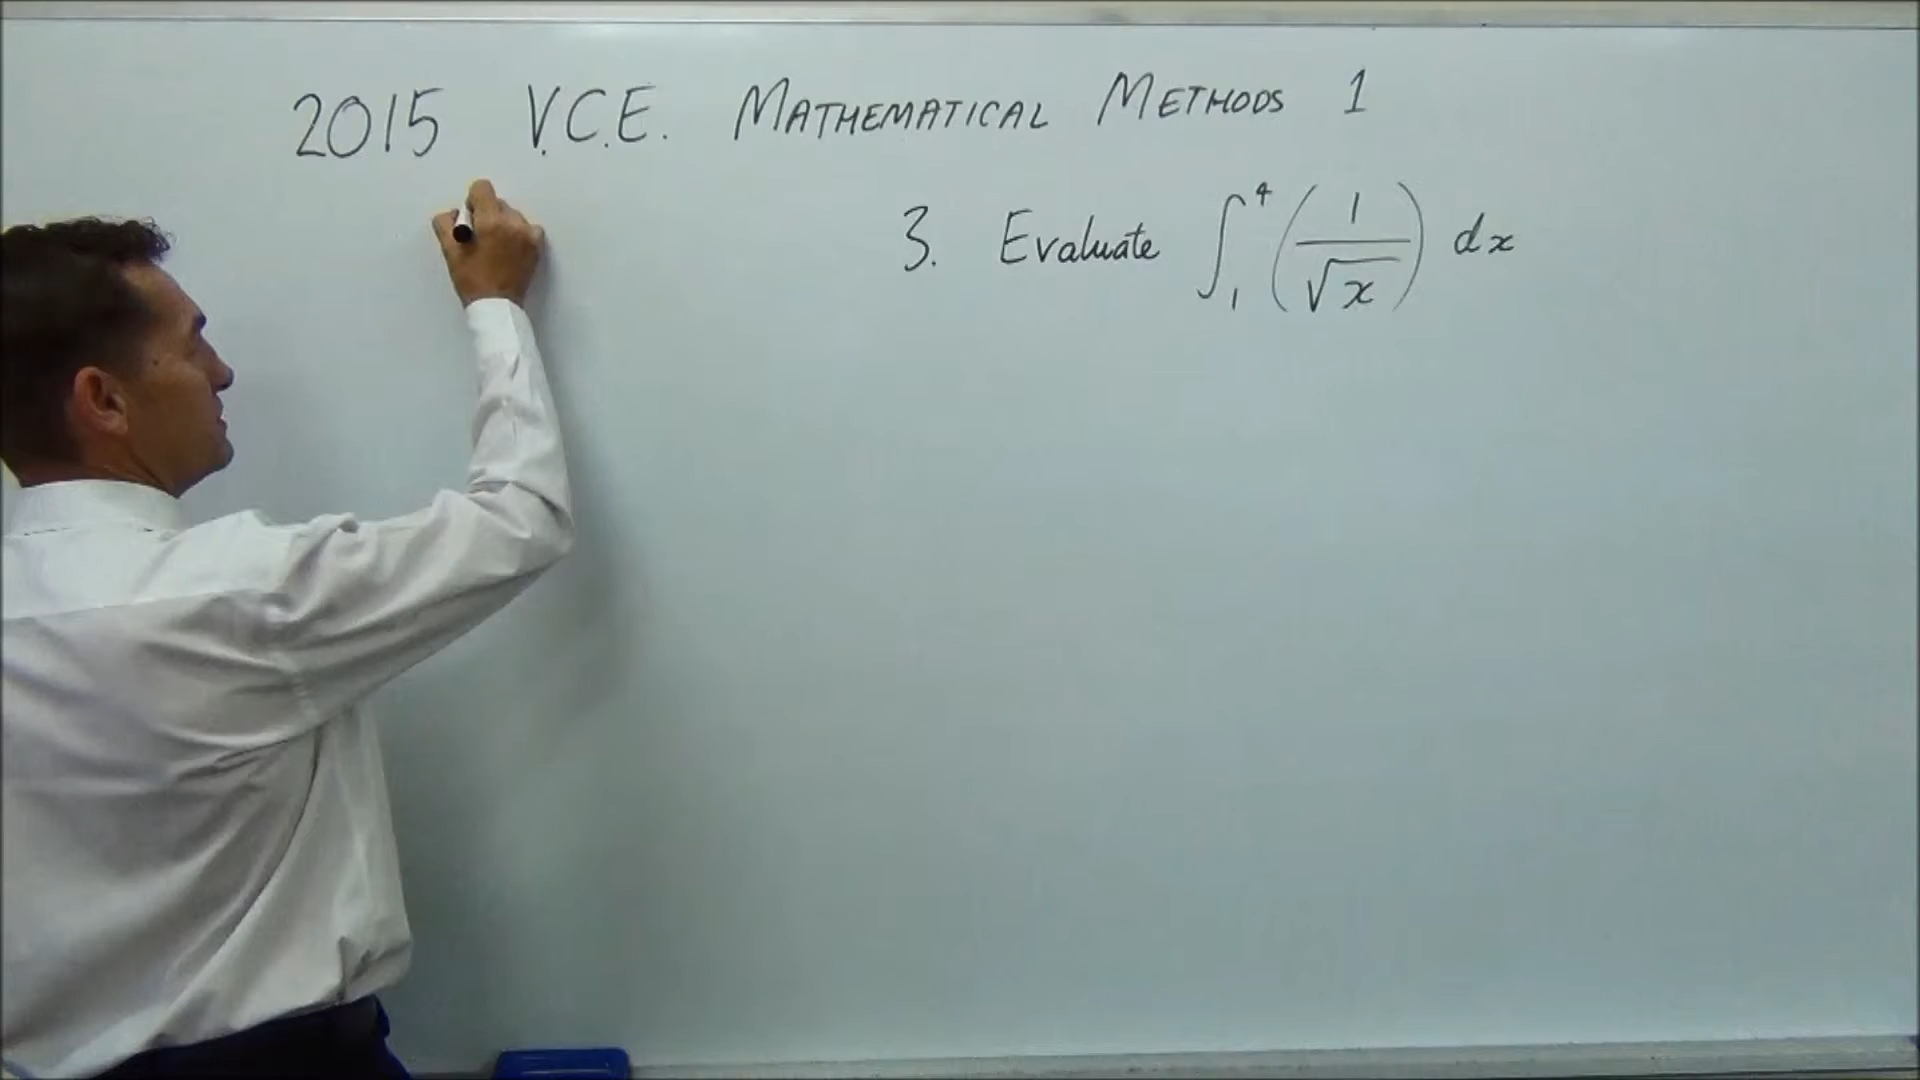 2015 V.C.E. MATHEMATICAL METHODS 1
3. Evaluate ∫₁⁴ (1/√x) dx